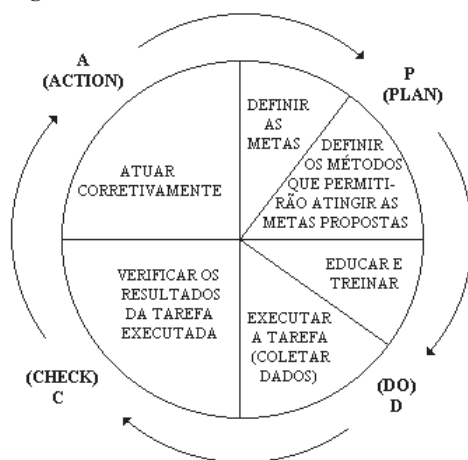 A
(ACTION)
P
(PLAN)
DEFINIR
AS
METAS
DEFINIR
OS MÉTODOS
QUE PERMITI-
RÃO ATINGIR AS
METAS PROPOSTAS
ATUAR
CORRETIVAMENTE
EDUCAR E
TREINAR
VERIFICAR OS
RESULTADOS
DA TAREFA
EXECUTADA
EXECUTAR
A TAREFA
(COLETAR
DADOS)
(CHECK)
C
(DO)
D